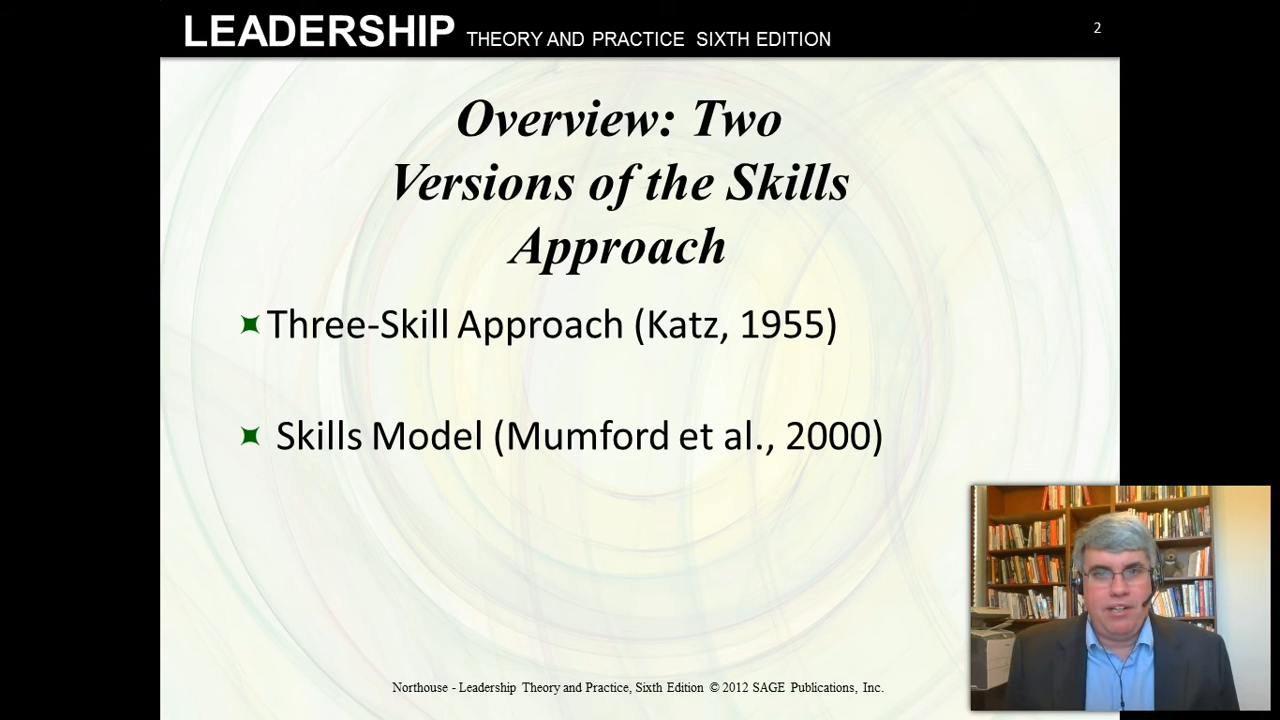 LEADERSHIP THEORY AND PRACTICE SIXTH EDITION
2
Overview: Two
Versions of the Skills
Approach
Three-Skill Approach (Katz, 1955)
Skills Model (Mumford et al., 2000)
Northouse - Leadership Theory and Practice, Sixth Edition © 2012 SAGE Publications, Inc.